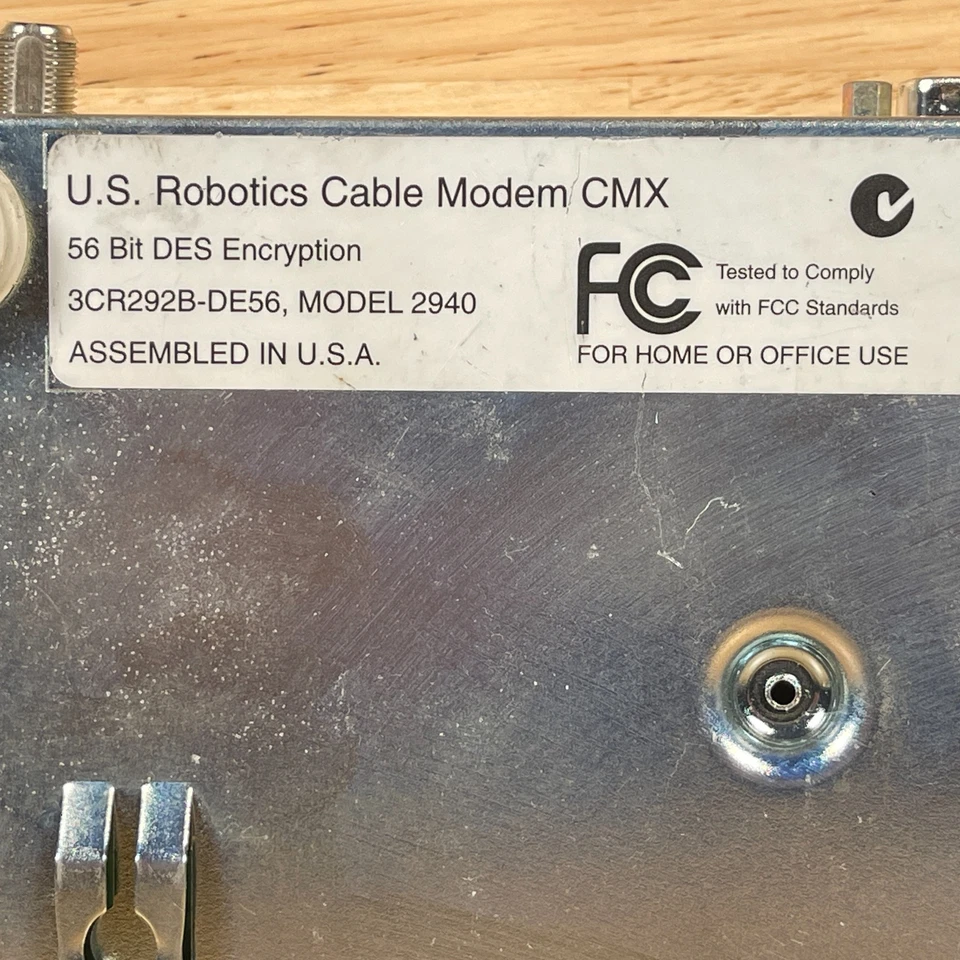 U.S. Robotics Cable Modem CMX
56 Bit DES Encryption
3CR292B-DE56, MODEL 2940
ASSEMBLED IN U.S.A.
FC
Tested to Comply
with FCC Standards
FOR HOME OR OFFICE USE